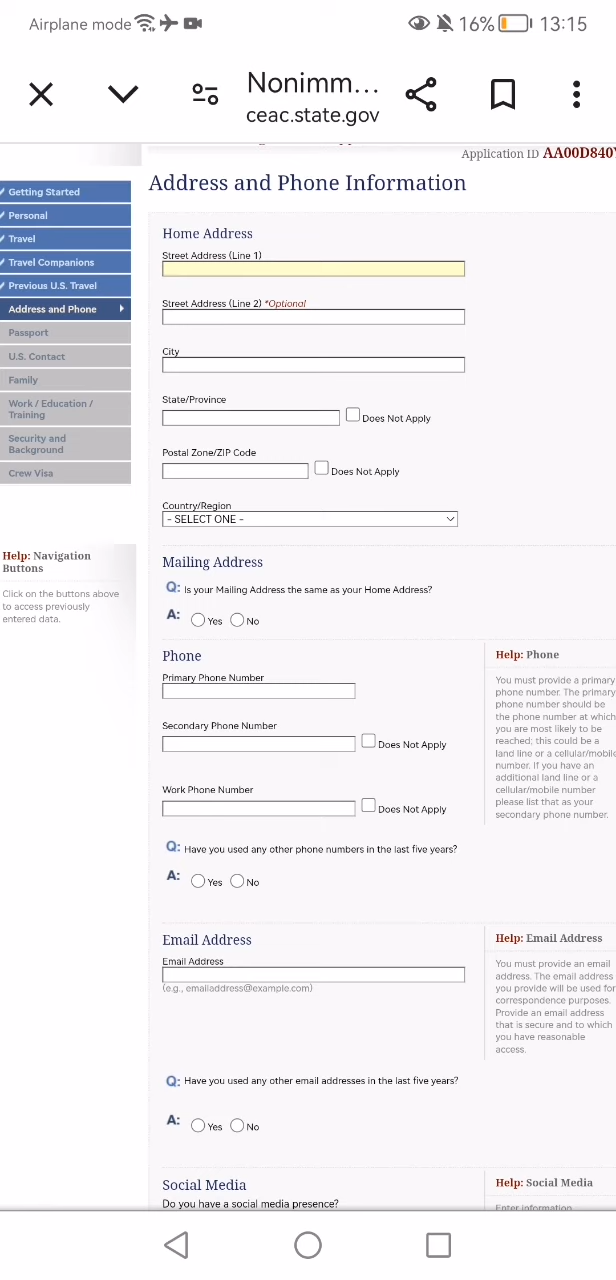 Airplane mode 16% 13:15
Nonimm...
ceac.state.gov
Application ID AA00D840
Address and Phone Information
Getting Started
Personal
Travel
Travel Companions
Previous U.S. Travel
Address and Phone
Passport
U.S. Contact
Family
Work / Education /
Training
Security and
Background
Crew Visa
Help: Navigation
Buttons
Click on the buttons above
to access previously
entered data.
Home Address
Street Address (Line 1)
Street Address (Line 2) *Optional
City
State/Province
Does Not Apply
Postal Zone/ZIP Code
Does Not Apply
Country/Region
- SELECT ONE -
Mailing Address
Q: Is your Mailing Address the same as your Home Address?
A: Yes No
Phone
Primary Phone Number
Secondary Phone Number
Does Not Apply
Work Phone Number
Does Not Apply
Q: Have you used any other phone numbers in the last five years?
A: Yes No
Help: Phone
You must provide a primary
phone number. The primary
phone number should be
the phone number at which
you are most likely to be
reached; this could be a
land line or a cellular/mobile
number. If you have an
additional land line or a
cellular/mobile number
please list that as your
secondary phone number.
Email Address
Email Address
(e.g., emailaddress@example.com)
Q: Have you used any other email addresses in the last five years?
A: Yes No
Help: Email Address
You must provide an email
address. The email address
you provide will be used for
correspondence purposes.
Provide an email address
that is secure and to which
you have reasonable
access.
Social Media
Do you have a social media presence?
Help: Social Media
Enter information